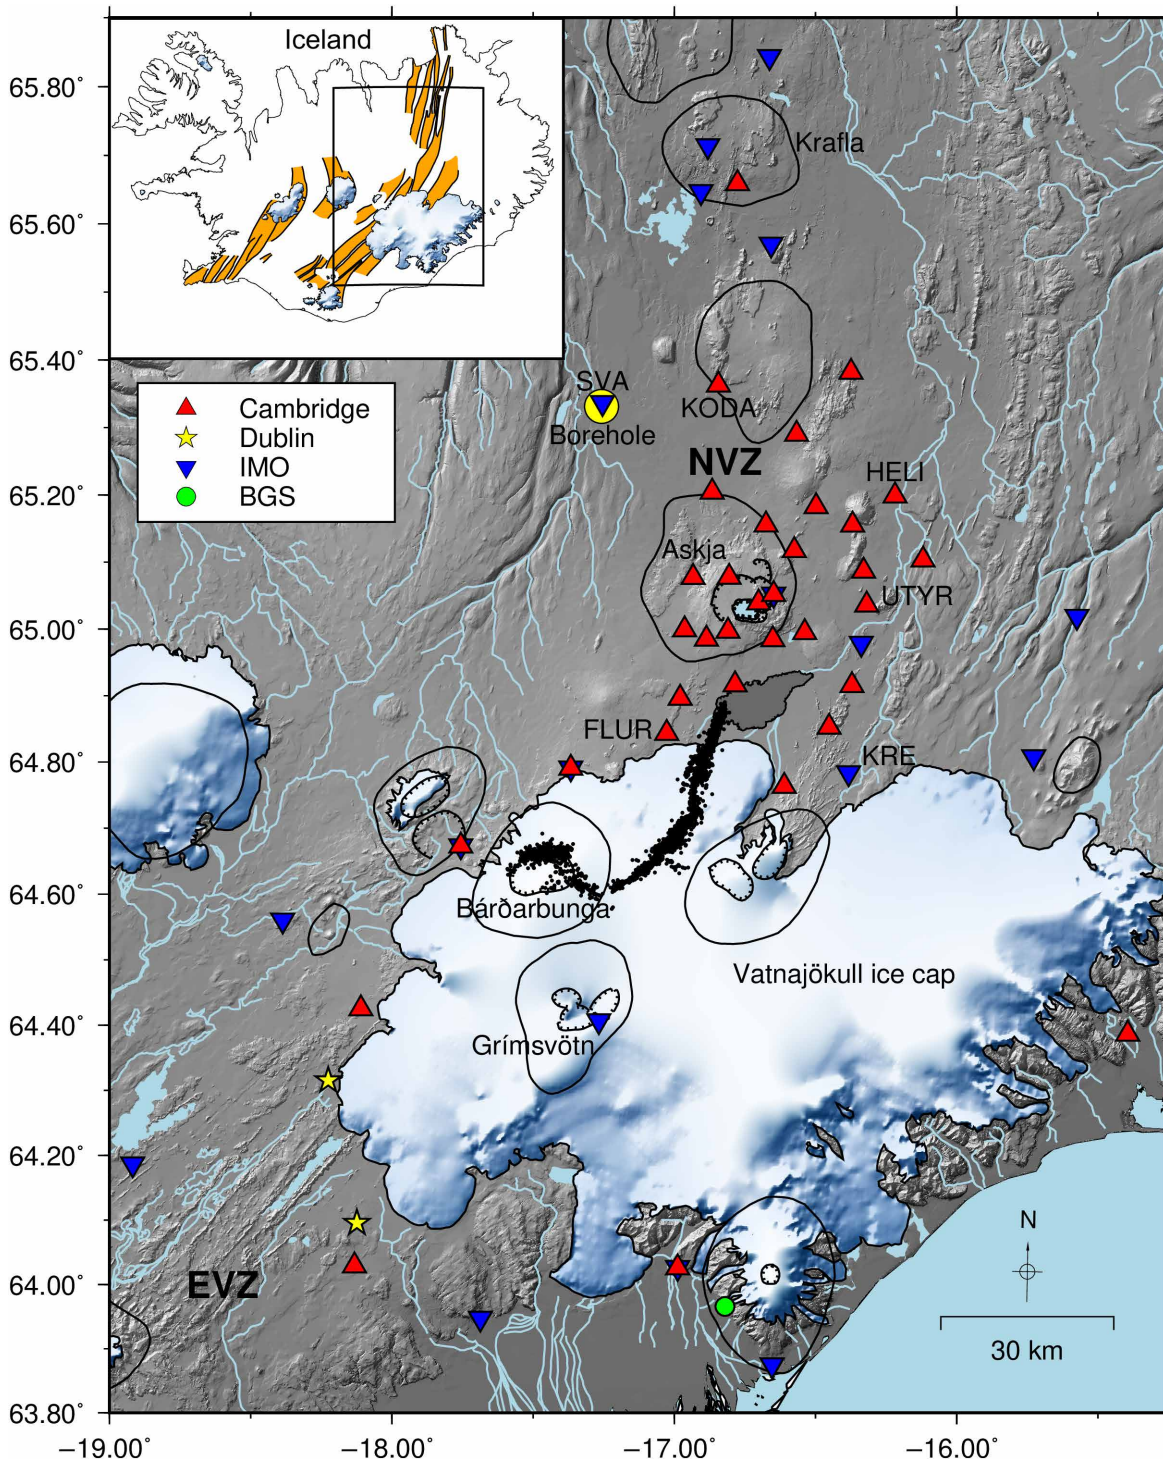 Iceland
65.80°
Krafla
65.60°
65.40°
SVA
KODA
Borehole
Cambridge
Dublin
IMO
BGS
NVZ
HELI
65.20°
Askja
UTYR
65.00°
FLUR
KRE
64.80°
64.60°
Bárðarbunga
Vatnajökull ice cap
64.40°
Grímsvötn
64.20°
N
EVZ
64.00°
30 km
63.80°
−19.00°
−18.00°
−17.00°
−16.00°